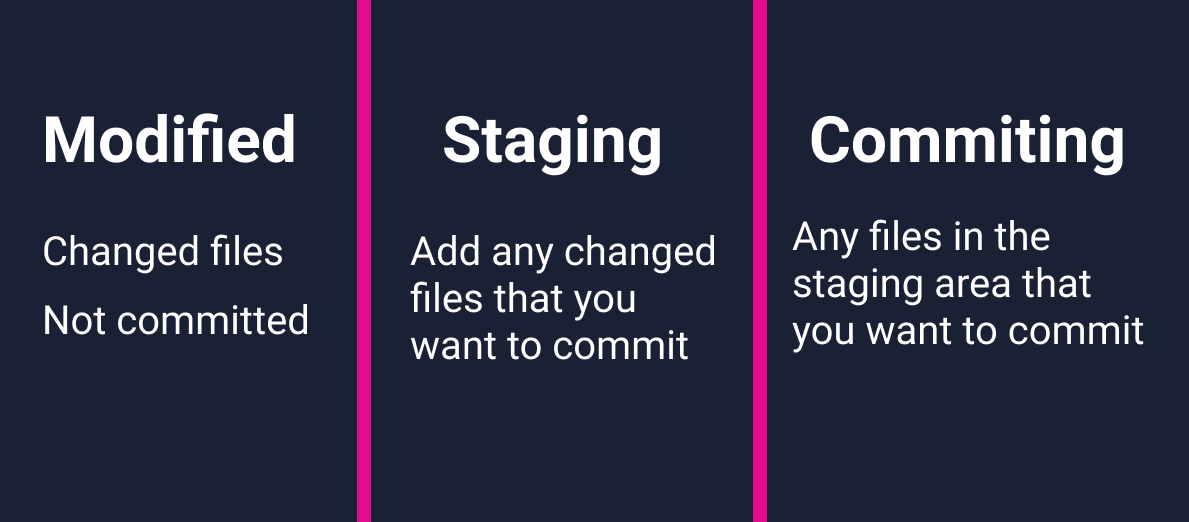 Modified
Changed files
Not committed
Staging
Add any changed
files that you
want to commit
Commiting
Any files in the
staging area that
you want to commit